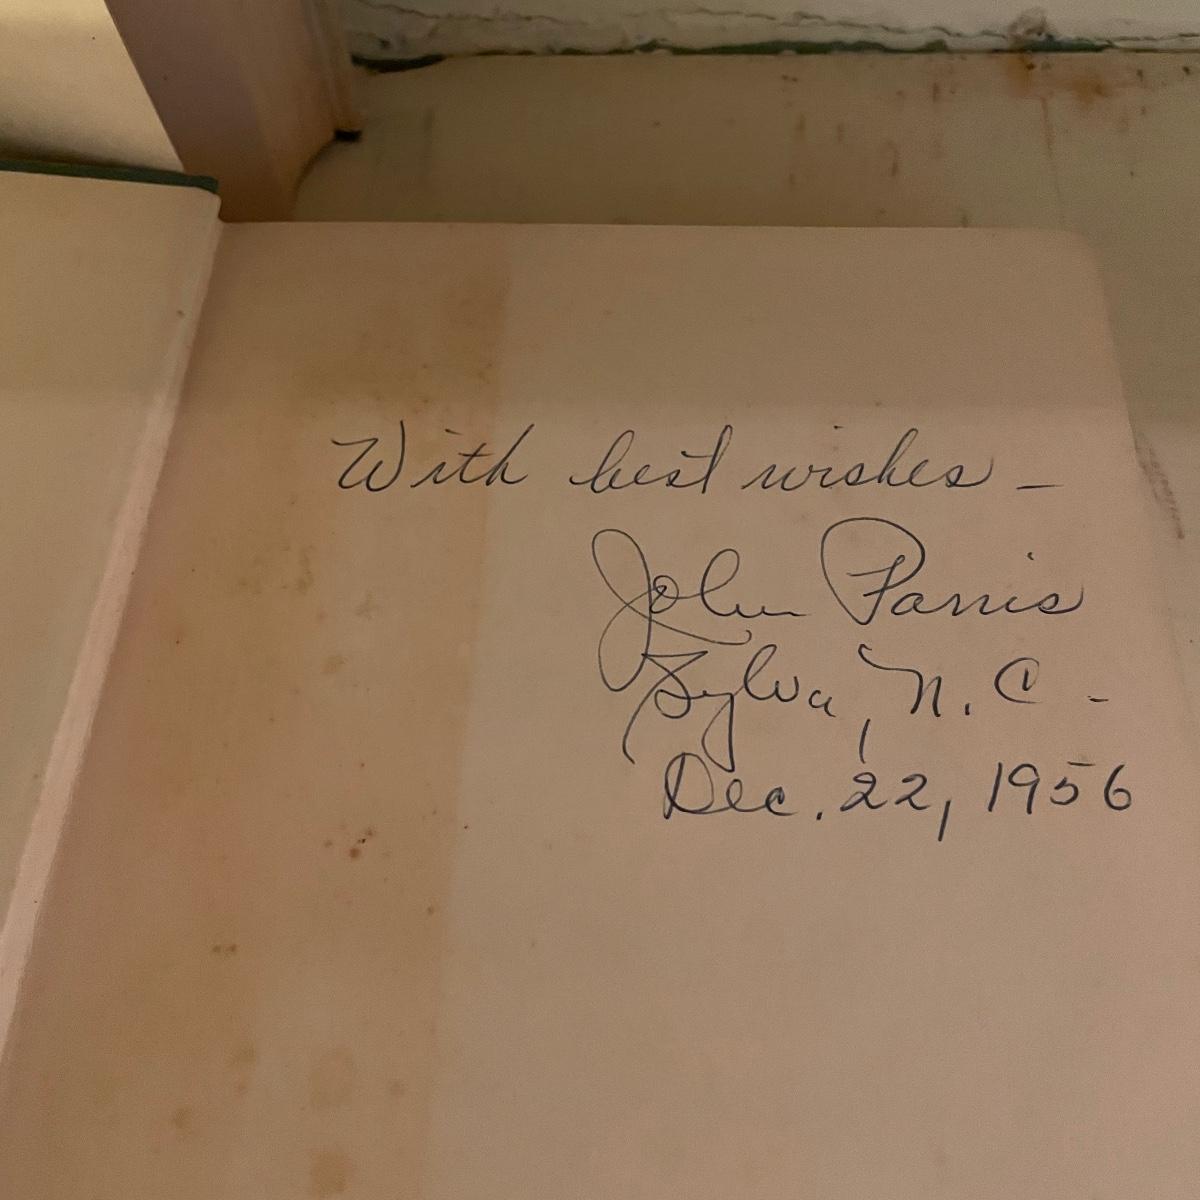 With best wishes -
John Parris
Sylva, N. C -
Dec. 22, 1956